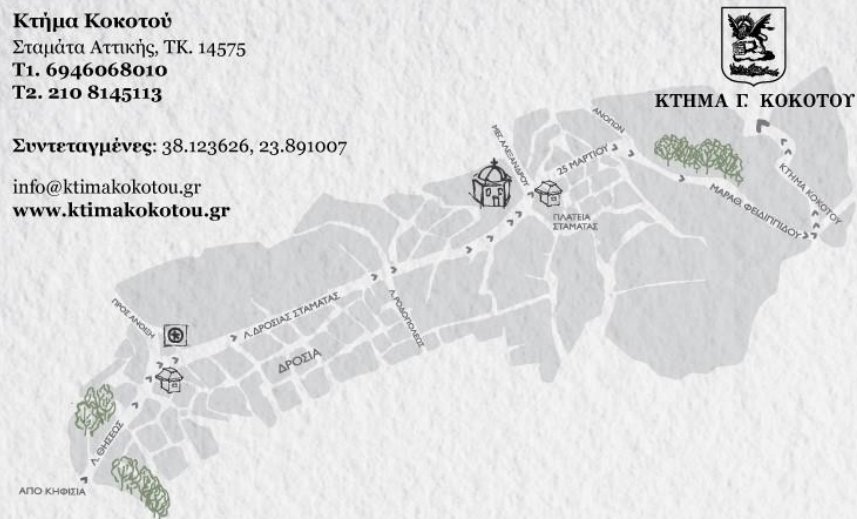 Κτήμα Κοκοτού
Σταμάτα Αττικής, ΤΚ. 14575
Τ1. 6946068010
Τ2. 210 8145113
Συντεταγμένες: 38.123626, 23.891007
info@ktimakokotou.gr
www.ktimakokotou.gr
ΚΤΗΜΑ Γ. ΚΟΚΟΤΟΥ
ΑΝΟΙΞΩΝ
ΜΕΓ. ΑΛΕΞΑΝΔΡΟΥ
25 ΜΑΡΤΙΟΥ
ΚΤΗΜΑ ΚΟΚΟΤΟΥ
ΜΑΡΑΘ. ΦΕΙΔΙΠΠΙΔΟΥ
ΠΛΑΤΕΙΑ
ΣΤΑΜΑΤΑΣ
ΠΡΟΣ ΑΝΟΙΞΗ
Λ. ΔΡΟΣΙΑΣ ΣΤΑΜΑΤΑΣ
Λ. ΡΟΔΟΠΟΛΕΩΣ
ΔΡΟΣΙΑ
Λ. ΘΗΣΕΩΣ
ΑΠΟ ΚΗΦΙΣΙΑ